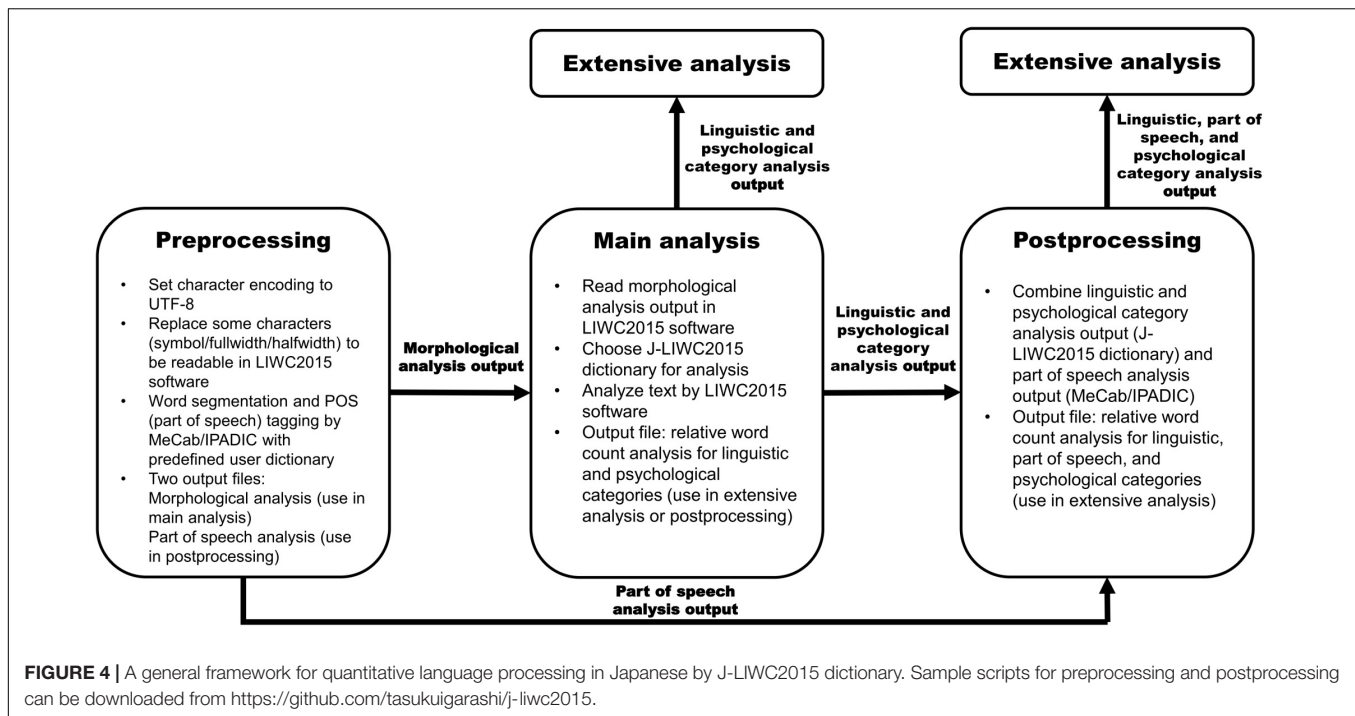 Extensive analysis
Extensive analysis
Linguistic and
psychological
category analysis
output
Linguistic, part of
speech, and
psychological
category analysis
output
Preprocessing
• Set character encoding to
UTF-8
• Replace some characters
(symbol/fullwidth/halfwidth) to
be readable in LIWC2015
software
• Word segmentation and POS
(part of speech) tagging by
MeCab/IPADIC with
predefined user dictionary
• Two output files:
Morphological analysis (use in
main analysis)
Part of speech analysis (use
in postprocessing)
Morphological
analysis output
Main analysis
• Read morphological
analysis output in
LIWC2015 software
• Choose J-LIWC2015
dictionary for analysis
• Analyze text by LIWC2015
software
• Output file: relative word
count analysis for linguistic
and psychological
categories (use in extensive
analysis or postprocessing)
Linguistic and
psychological
category
analysis output
Postprocessing
• Combine linguistic and
psychological category
analysis output (J-
LIWC2015 dictionary) and
part of speech analysis
output (MeCab/IPADIC)
• Output file: relative word
count analysis for linguistic,
part of speech, and
psychological categories
(use in extensive analysis)
Part of speech
analysis output
FIGURE 4 | A general framework for quantitative language processing in Japanese by J-LIWC2015 dictionary. Sample scripts for preprocessing and postprocessing
can be downloaded from https://github.com/tasukuigarashi/j-liwc2015.